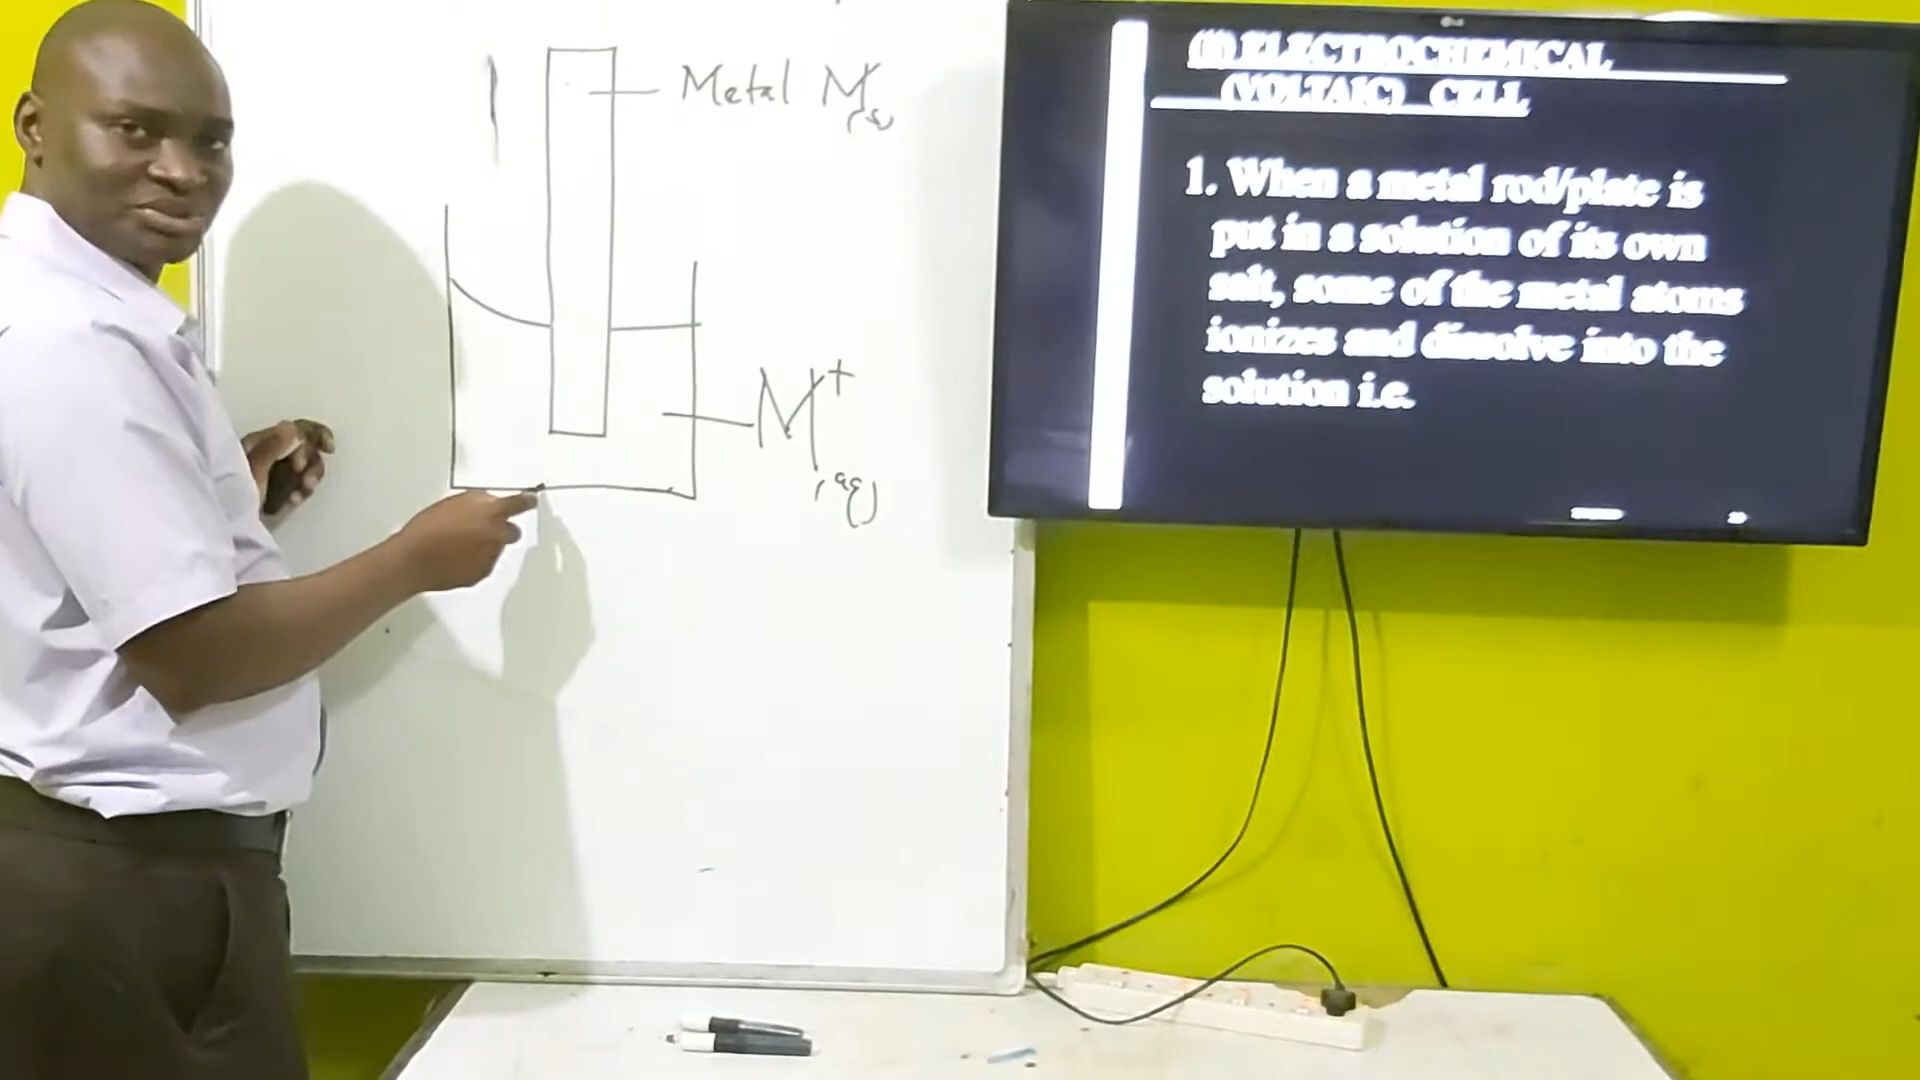 Metal M(s)
M+
(aq)
LG
(ii) ELECTROCHEMICAL
(VOLTAIC) CELL
1. When a metal rod/plate is
put in a solution of its own
salt, some of the metal atoms
ionizes and dissolve into the
solution i.e.